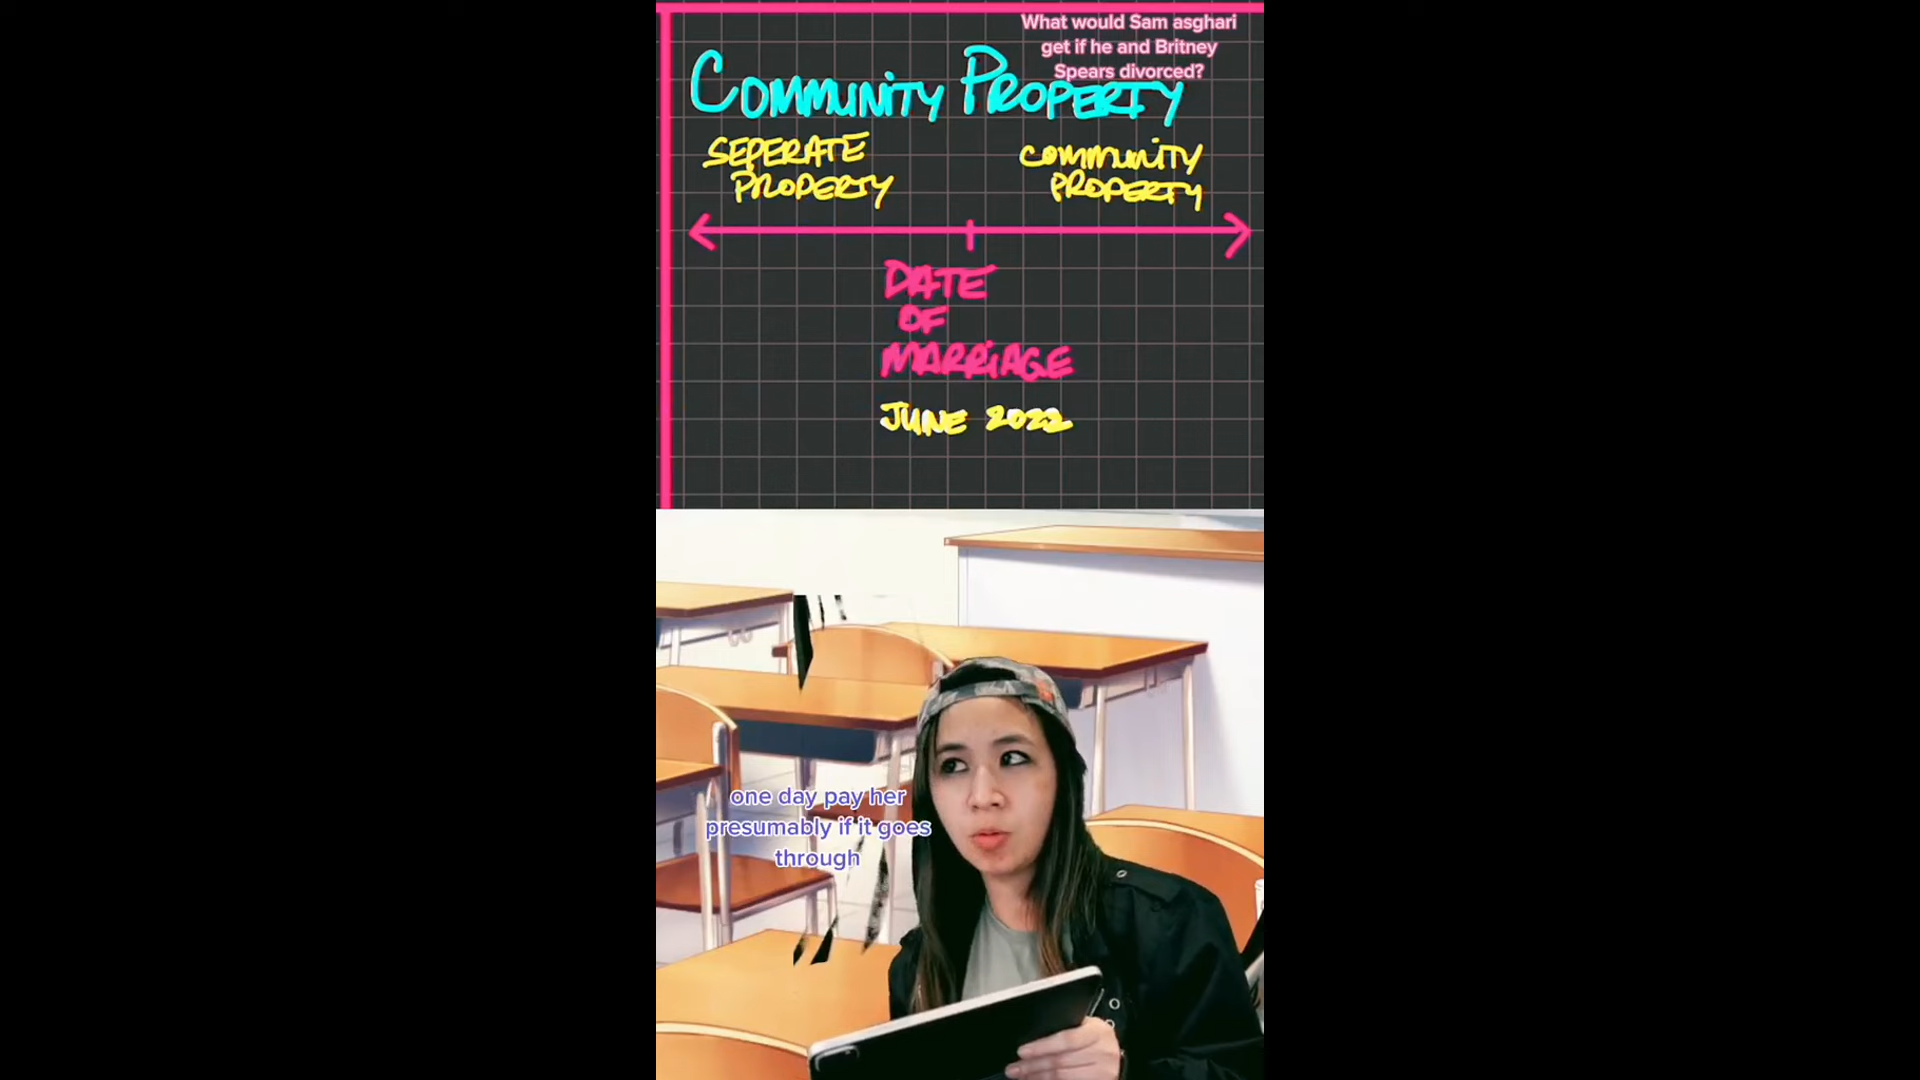 What would Sam asghari
get if he and Britney
Spears divorced?
COMMUNITY PROPERTY
SEPERATE
PROPERTY
COMMUNITY
PROPERTY
DATE
OF
MARRIAGE
JUNE 2022
one day pay her
presumably if it goes
through